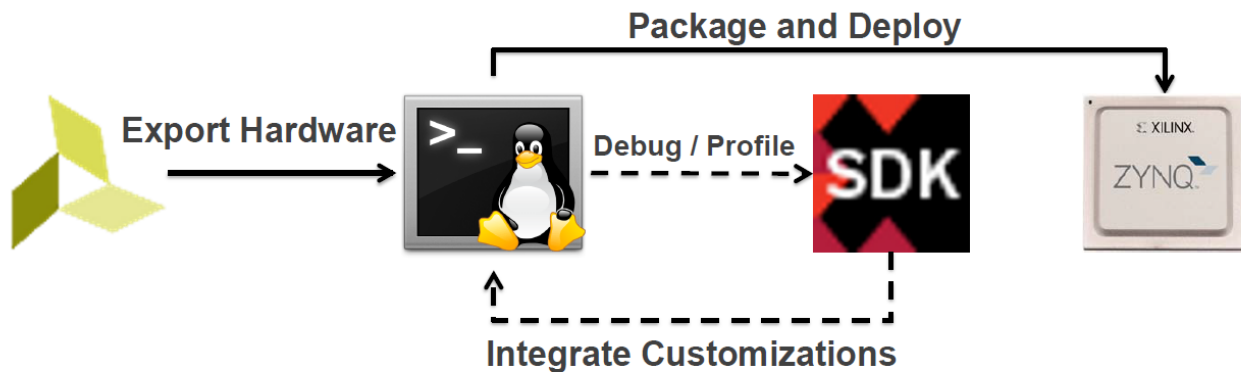 Package and Deploy
Export Hardware
>_
Debug / Profile
SDK
XILINX
ZYNQ
Integrate Customizations